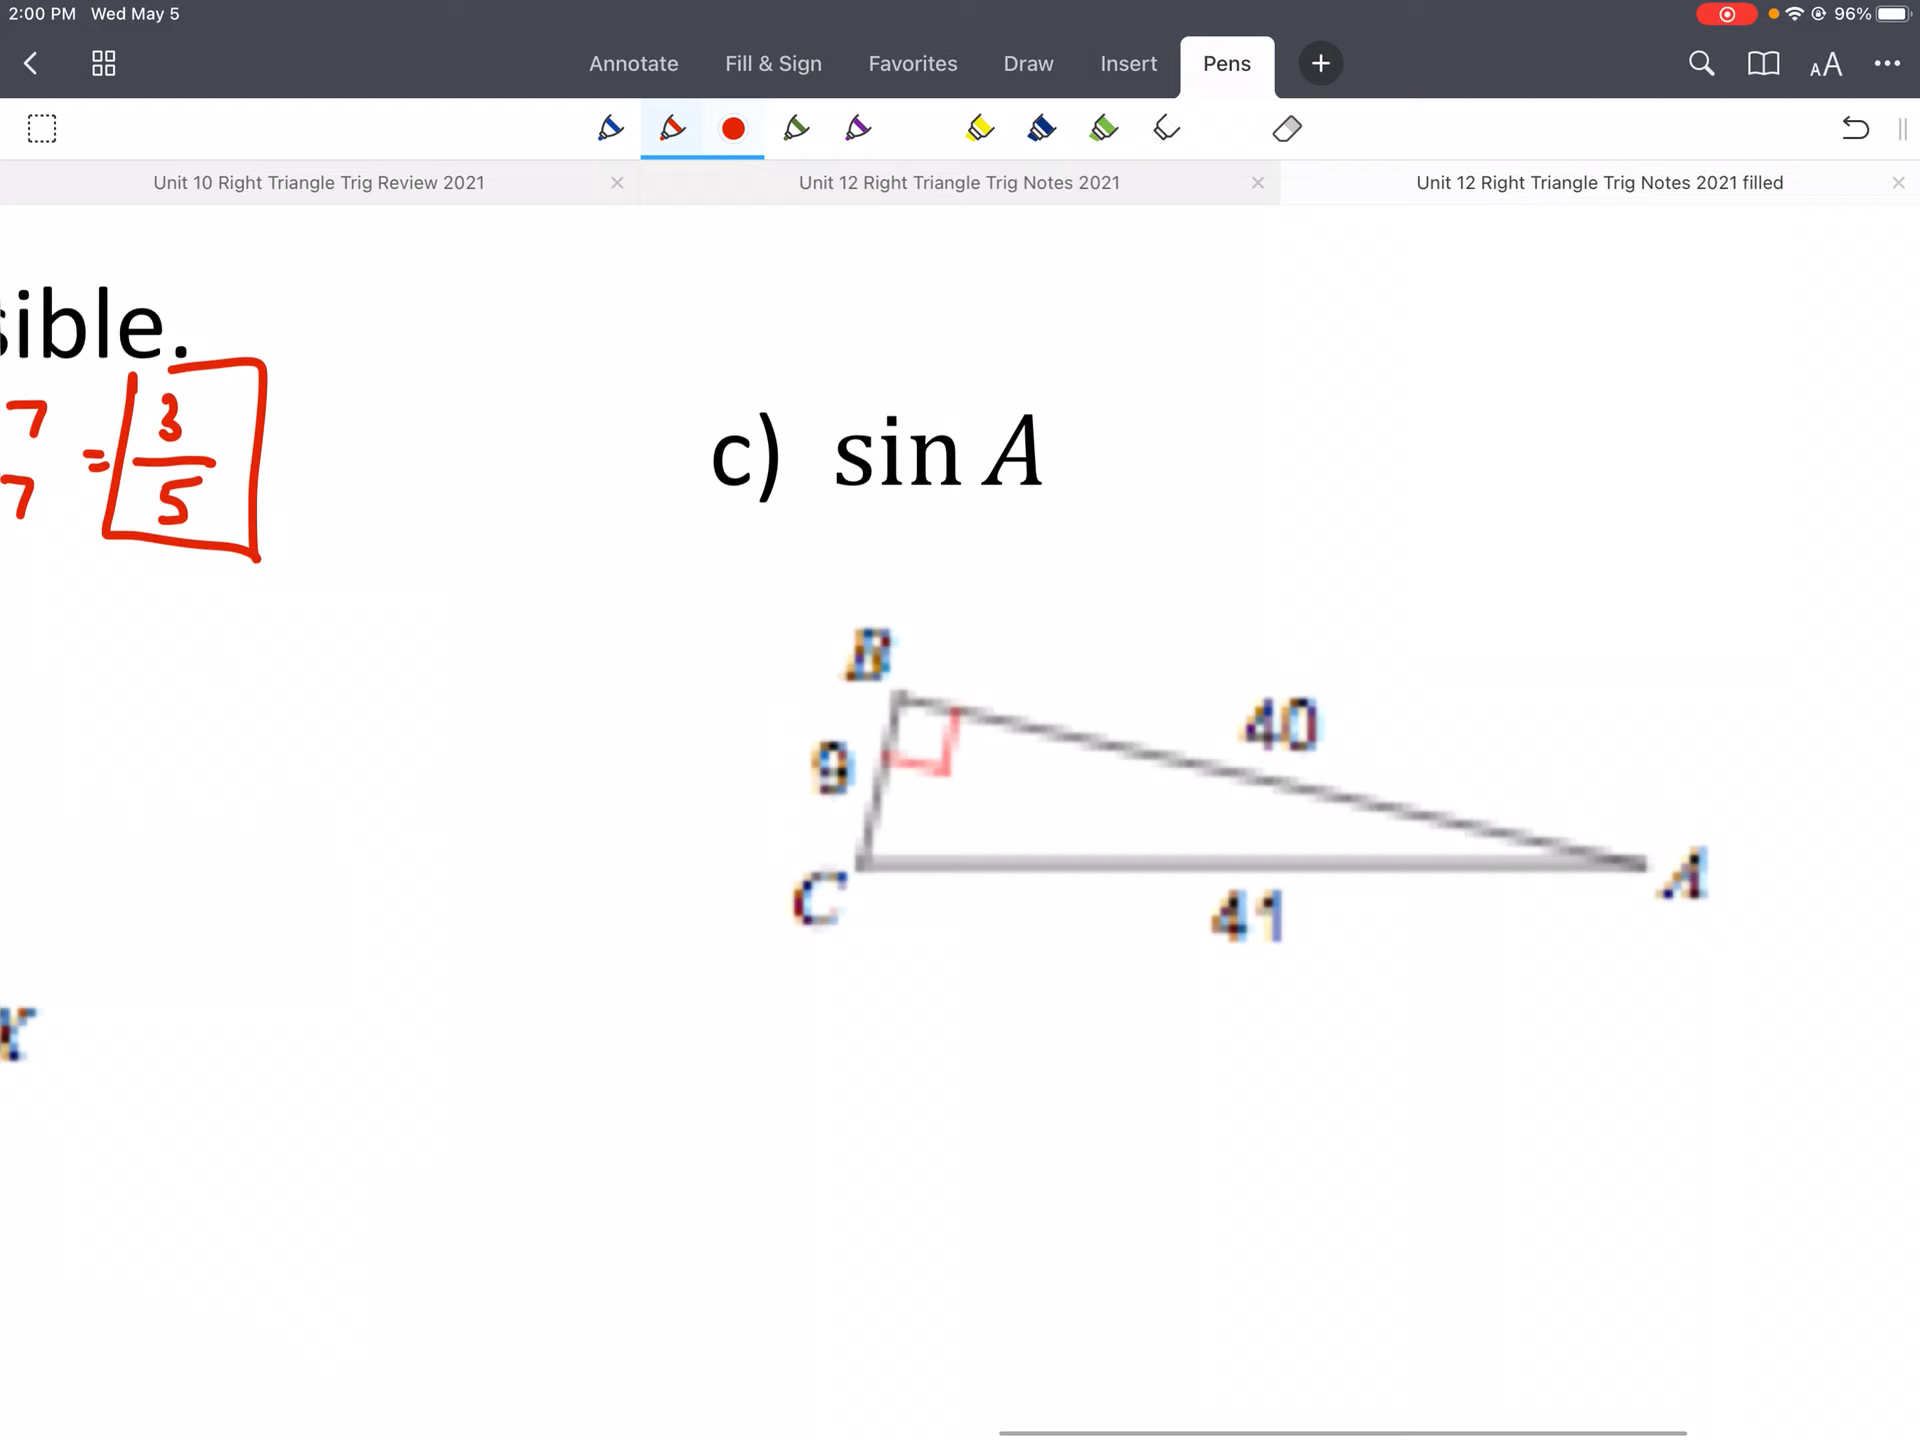 2:00 PM Wed May 5
96%
Annotate Fill & Sign Favorites Draw Insert Pens +
AA
Unit 10 Right Triangle Trig Review 2021 × Unit 12 Right Triangle Trig Notes 2021 × Unit 12 Right Triangle Trig Notes 2021 filled ×
sible.
7
7
= 3/5
c) sin A
B
40
9
C
A
41